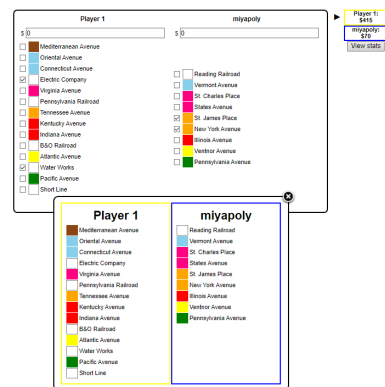 Player 1
miyapoly
$ 0
$ 0
Mediterranean Avenue
Oriental Avenue
Connecticut Avenue
Electric Company
Virginia Avenue
Pennsylvania Railroad
Tennessee Avenue
Kentucky Avenue
Indiana Avenue
B&O Railroad
Atlantic Avenue
Water Works
Pacific Avenue
Short Line
Reading Railroad
Vermont Avenue
St. Charles Place
States Avenue
St. James Place
New York Avenue
Illinois Avenue
Ventnor Avenue
Pennsylvania Avenue
Player 1:
$415
miyapoly:
$70
View stats
Player 1
Mediterranean Avenue
Oriental Avenue
Connecticut Avenue
Electric Company
Virginia Avenue
Pennsylvania Railroad
Tennessee Avenue
Kentucky Avenue
Indiana Avenue
B&O Railroad
Atlantic Avenue
Water Works
Pacific Avenue
Short Line
miyapoly
Reading Railroad
Vermont Avenue
St. Charles Place
States Avenue
St. James Place
New York Avenue
Illinois Avenue
Ventnor Avenue
Pennsylvania Avenue